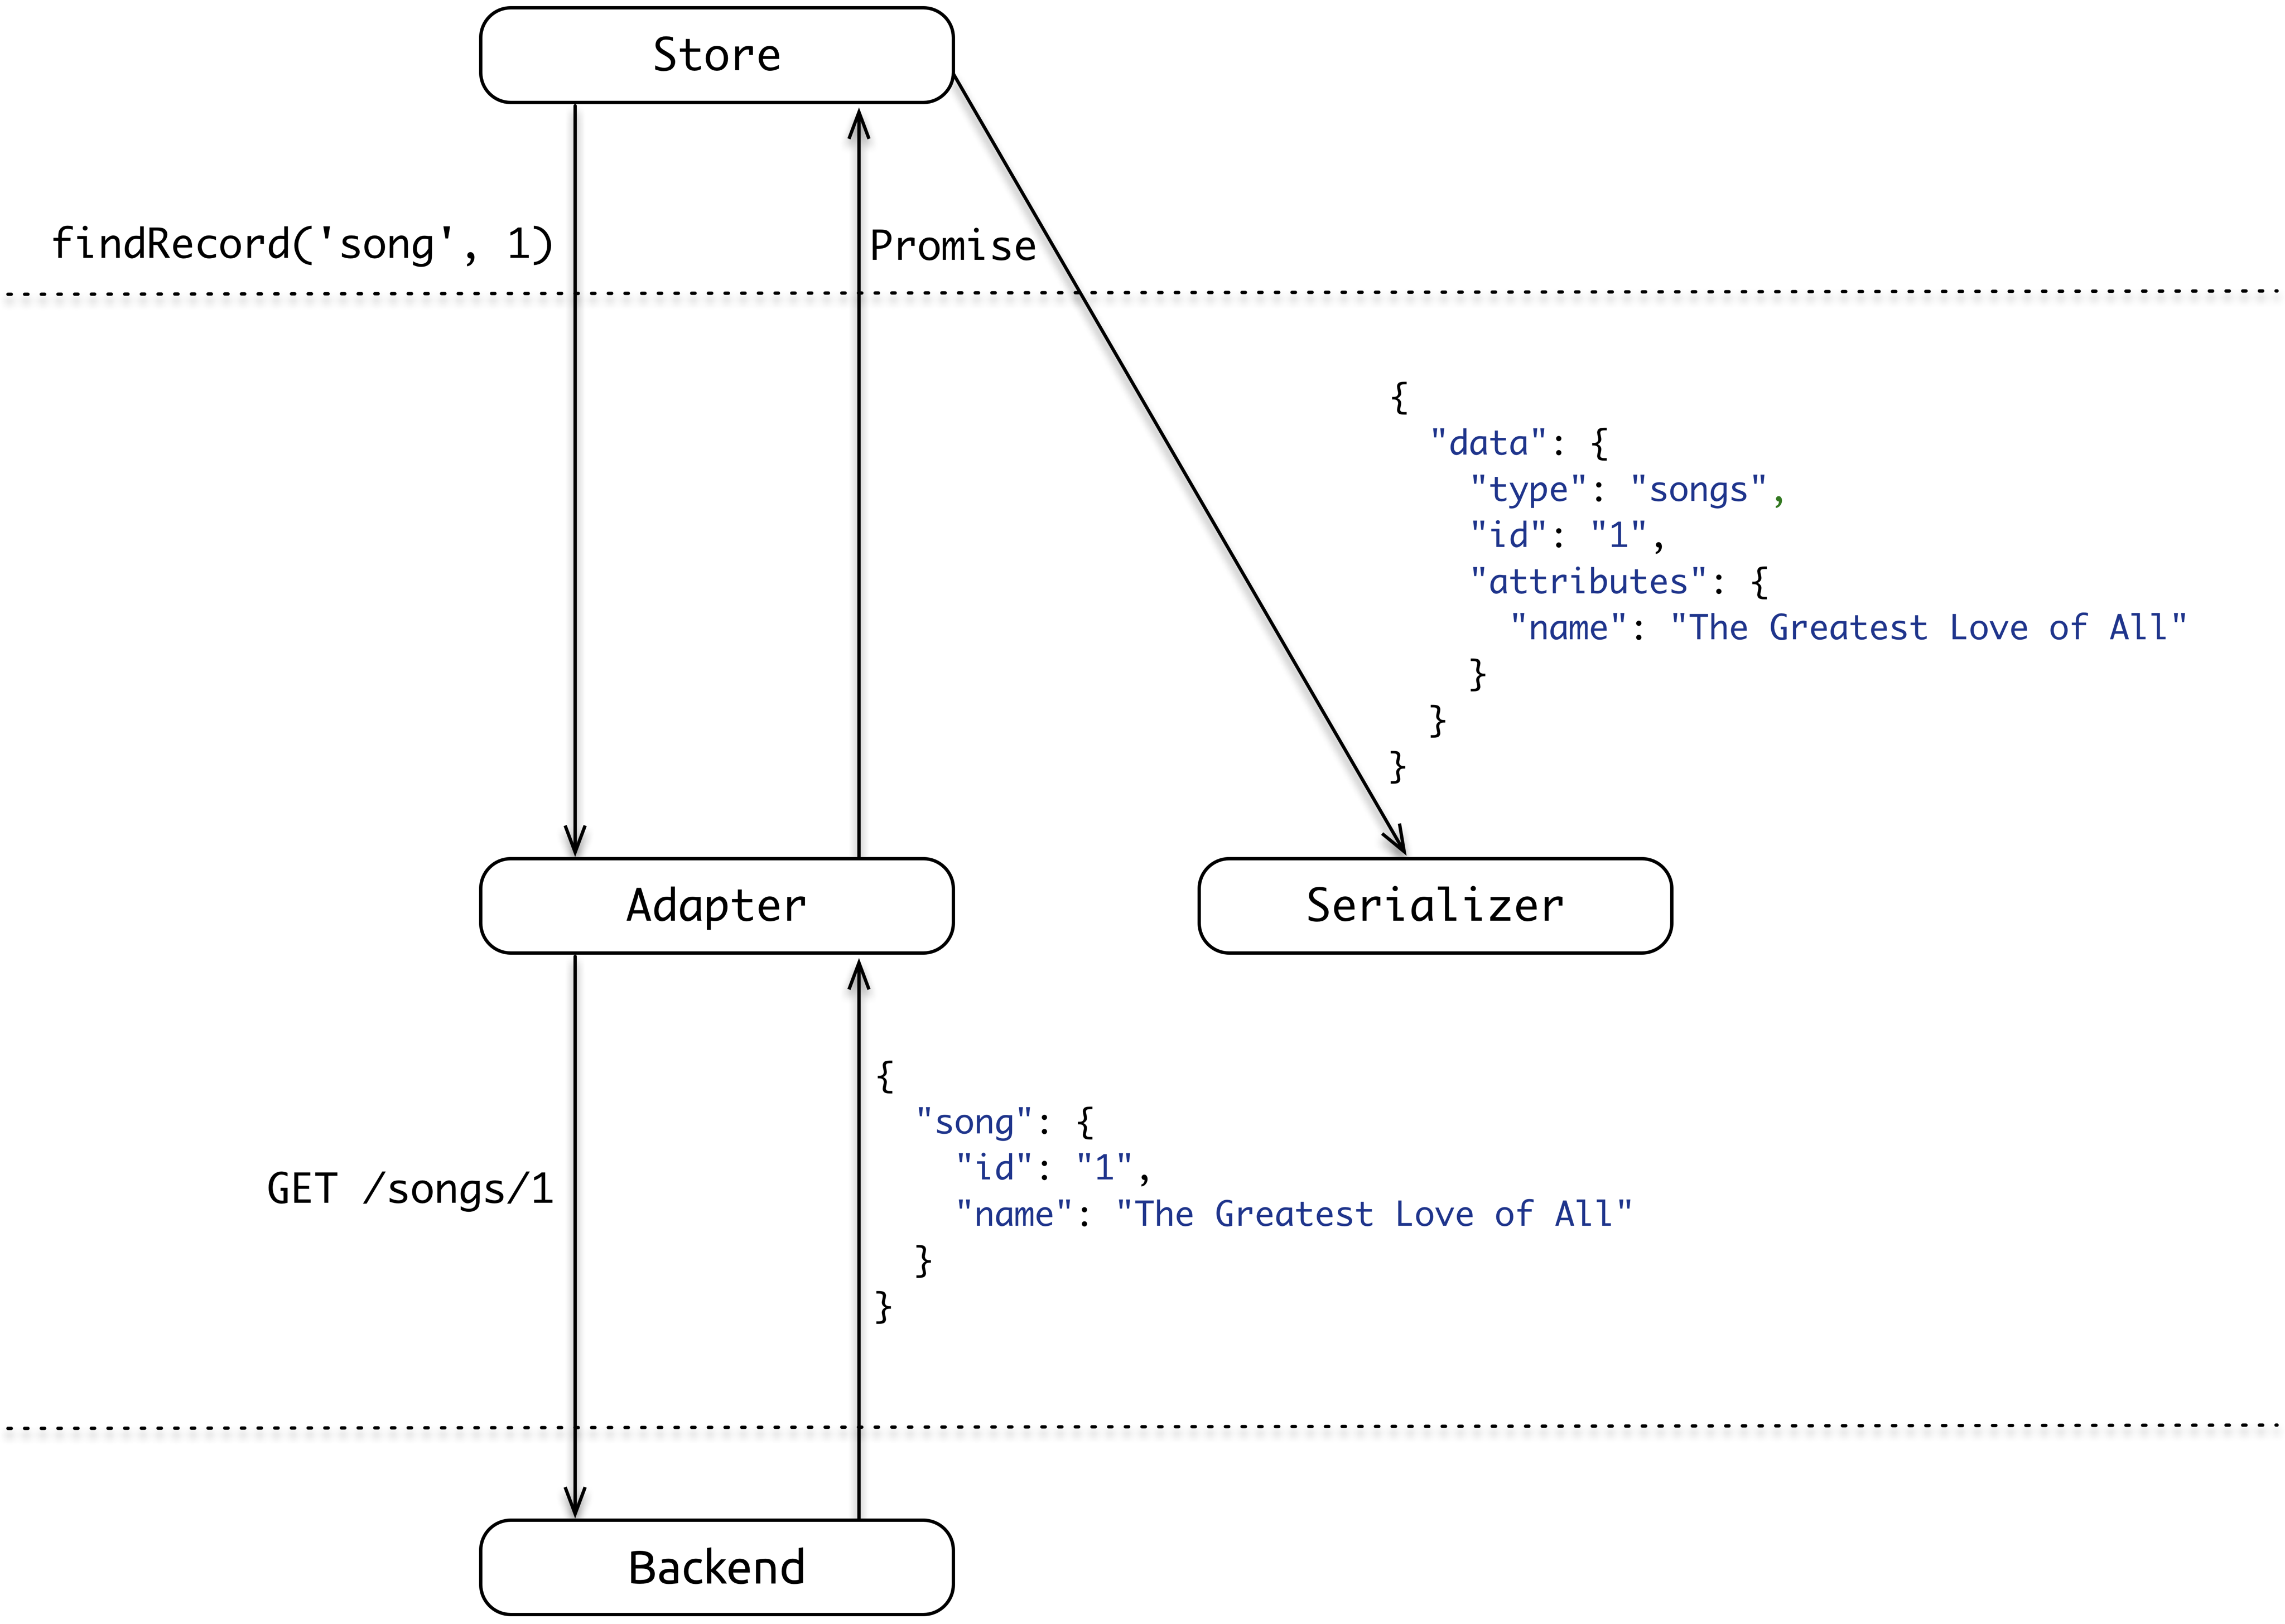 Store
findRecord('song', 1)
Promise
{
  "data": {
    "type": "songs",
    "id": "1",
    "attributes": {
      "name": "The Greatest Love of All"
    }
  }
}
Adapter
Serializer
GET /songs/1
{
  "song": {
    "id": "1",
    "name": "The Greatest Love of All"
  }
}
Backend